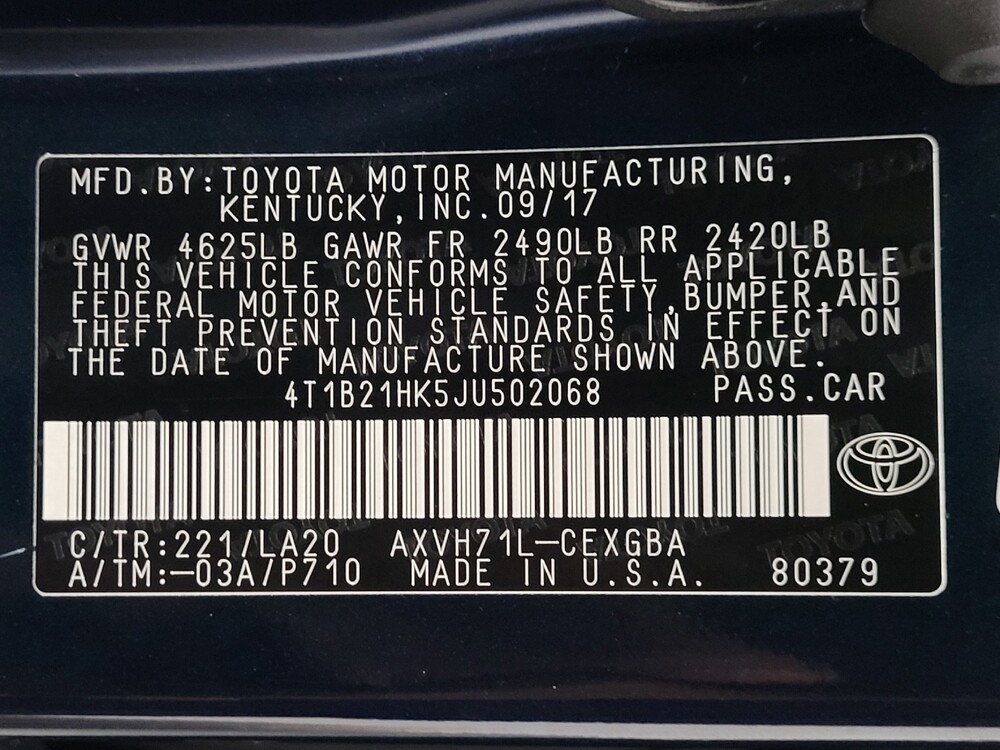 MFD.BY:TOYOTA MOTOR MANUFACTURING,
KENTUCKY,INC.09/17
GVWR 4625LB GAWR FR 2490LB RR 2420LB
THIS VEHICLE CONFORMS TO ALL APPLICABLE
FEDERAL MOTOR VEHICLE SAFETY,BUMPER,AND
THEFT PREVENTION STANDARDS IN EFFECT ON
THE DATE OF MANUFACTURE SHOWN ABOVE.
4T1B21HK5JU502068 PASS.CAR
C/TR:221/LA20 AXVH71L-CEXGBA
A/TM:-03A/P710 MADE IN U.S.A. 80379